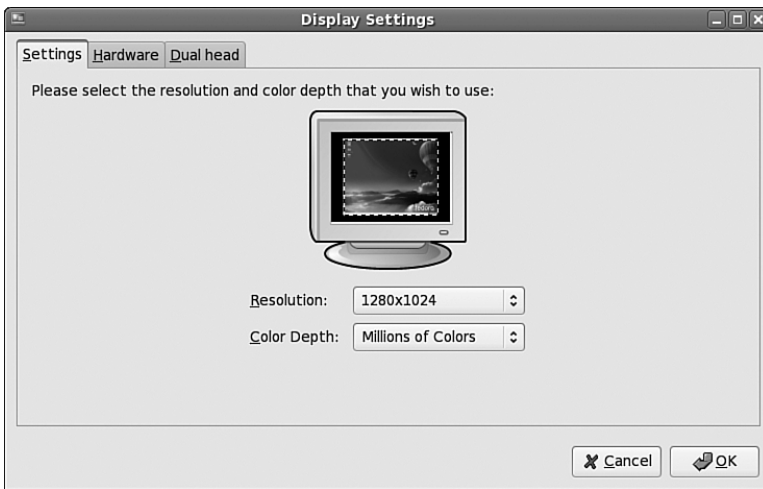 Display Settings
Settings Hardware Dual head
Please select the resolution and color depth that you wish to use:
fedora
Resolution: 1280x1024
Color Depth: Millions of Colors
Cancel OK